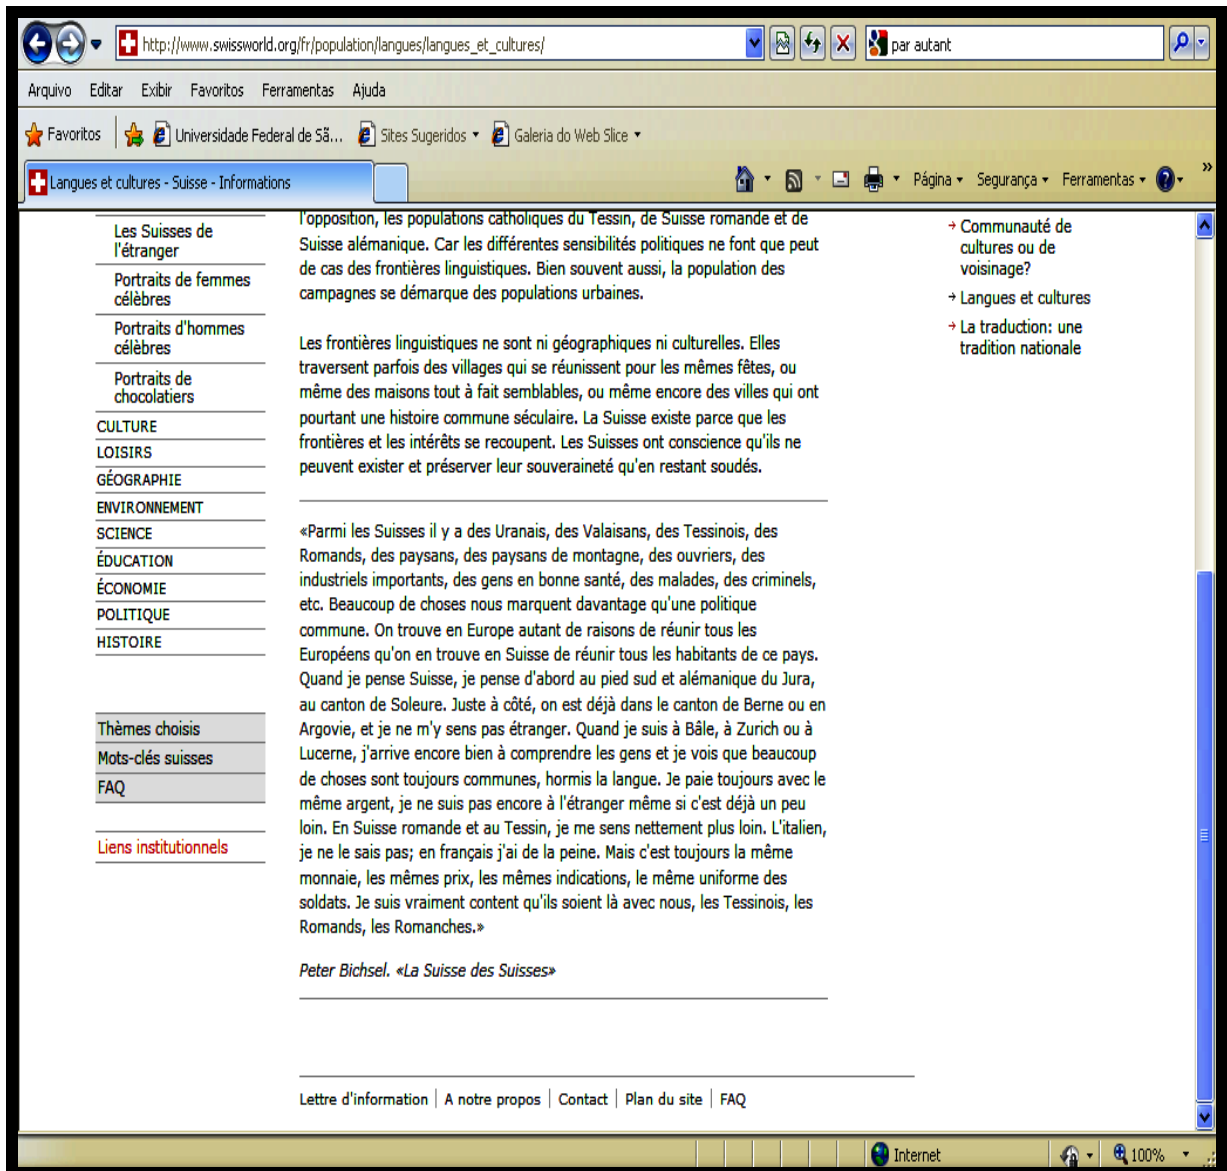 http://www.swissworld.org/fr/population/langues/langues_et_cultures/
par autant
Arquivo Editar Exibir Favoritos Ferramentas Ajuda
Favoritos Universidade Federal de Sã... Sites Sugeridos Galeria do Web Slice
Langues et cultures - Suisse - Informations
Página Segurança Ferramentas
Les Suisses de
l'étranger
Portraits de femmes
célèbres
Portraits d'hommes
célèbres
Portraits de
chocolatiers
CULTURE
LOISIRS
GÉOGRAPHIE
ENVIRONNEMENT
SCIENCE
ÉDUCATION
ÉCONOMIE
POLITIQUE
HISTOIRE
Thèmes choisis
Mots-clés suisses
FAQ
Liens institutionnels
l'opposition, les populations catholiques du Tessin, de Suisse romande et de
Suisse alémanique. Car les différentes sensibilités politiques ne font que peut
de cas des frontières linguistiques. Bien souvent aussi, la population des
campagnes se démarque des populations urbaines.
Les frontières linguistiques ne sont ni géographiques ni culturelles. Elles
traversent parfois des villages qui se réunissent pour les mêmes fêtes, ou
même des maisons tout à fait semblables, ou même encore des villes qui ont
pourtant une histoire commune séculaire. La Suisse existe parce que les
frontières et les intérêts se recoupent. Les Suisses ont conscience qu'ils ne
peuvent exister et préserver leur souveraineté qu'en restant soudés.
«Parmi les Suisses il y a des Uranais, des Valaisans, des Tessinois, des
Romands, des paysans, des paysans de montagne, des ouvriers, des
industriels importants, des gens en bonne santé, des malades, des criminels,
etc. Beaucoup de choses nous marquent davantage qu'une politique
commune. On trouve en Europe autant de raisons de réunir tous les
Européens qu'on en trouve en Suisse de réunir tous les habitants de ce pays.
Quand je pense Suisse, je pense d'abord au pied sud et alémanique du Jura,
au canton de Soleure. Juste à côté, on est déjà dans le canton de Berne ou en
Argovie, et je ne m'y sens pas étranger. Quand je suis à Bâle, à Zurich ou à
Lucerne, j'arrive encore bien à comprendre les gens et je vois que beaucoup
de choses sont toujours communes, hormis la langue. Je paie toujours avec le
même argent, je ne suis pas encore à l'étranger même si c'est déjà un peu
loin. En Suisse romande et au Tessin, je me sens nettement plus loin. L'italien,
je ne le sais pas; en français j'ai de la peine. Mais c'est toujours la même
monnaie, les mêmes prix, les mêmes indications, le même uniforme des
soldats. Je suis vraiment content qu'ils soient là avec nous, les Tessinois, les
Romands, les Romanches.»
Peter Bichsel. «La Suisse des Suisses»
Communauté de
cultures ou de
voisinage?
Langues et cultures
La traduction: une
tradition nationale
Lettre d'information | A notre propos | Contact | Plan du site | FAQ
Internet
100%